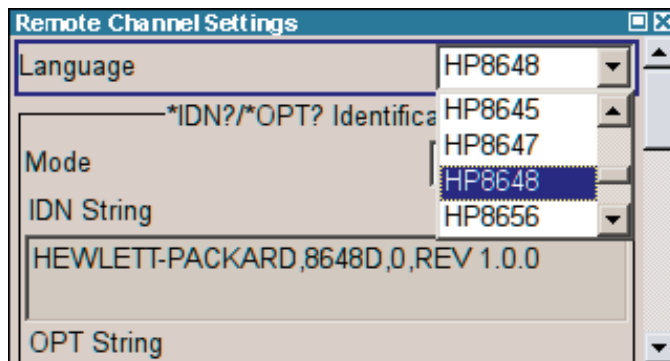 Remote Channel Settings
Language HP8648
HP8645
*IDN?/*OPT? Identifica
HP8647
Mode
HP8648
IDN String
HP8656
HEWLETT-PACKARD,8648D,0,REV 1.0.0
OPT String